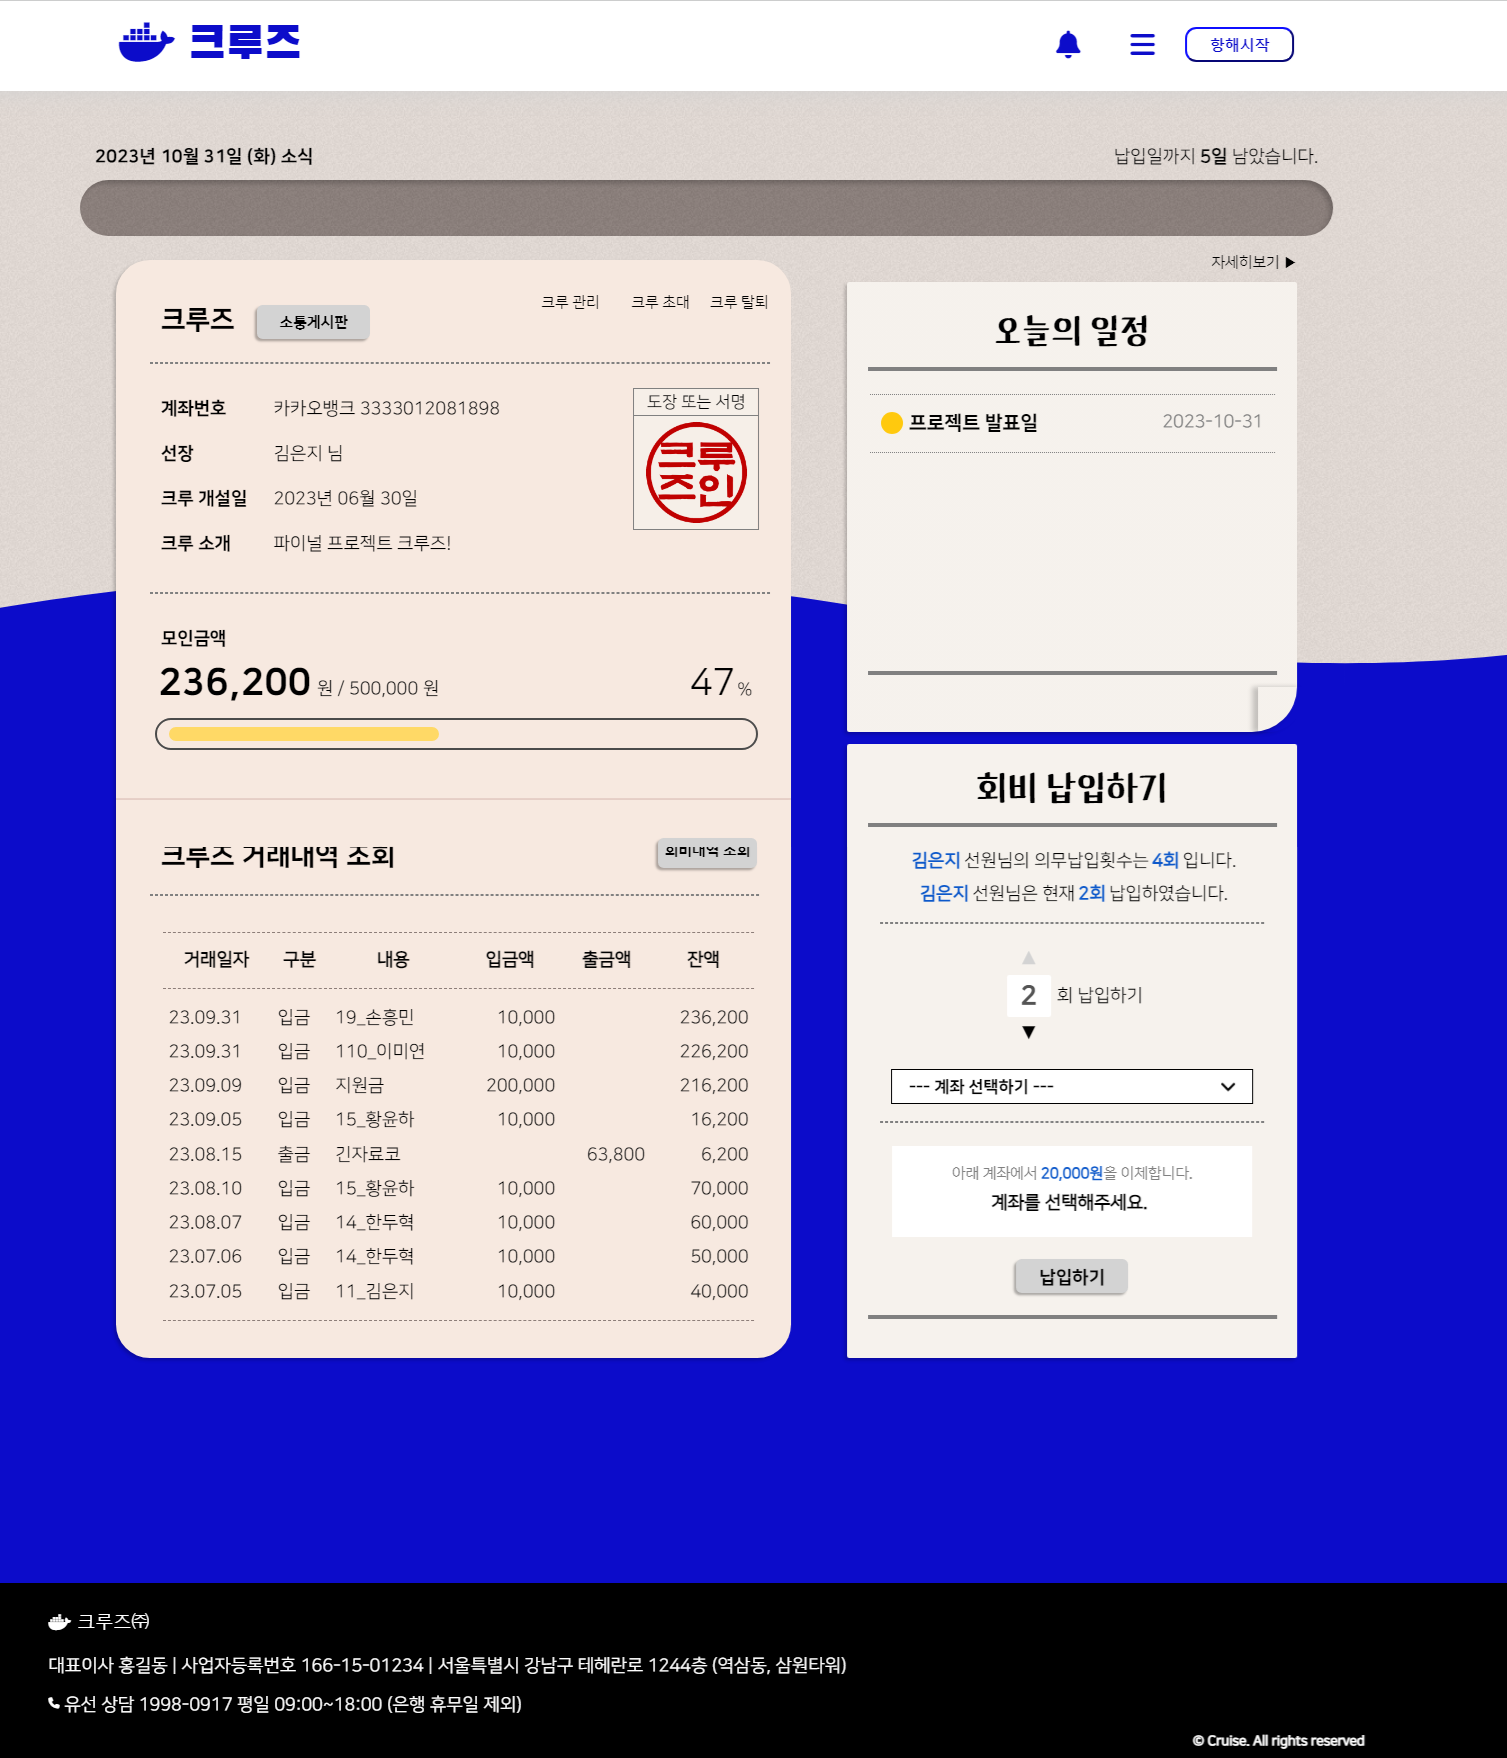 크루즈
항해시작
2023년 10월 31일 (화) 소식
납입일까지 5일 남았습니다.
자세히보기 ▶
크루즈
소통게시판
크루 관리 크루 초대 크루 탈퇴
계좌번호 카카오뱅크 3333012081898
선장 김은지 님
크루 개설일 2023년 06월 30일
크루 소개 파이널 프로젝트 크루즈!
도장 또는 서명
크루
즈인
모인금액
236,200 원 / 500,000 원
47 %
크루즈 거래내역 조회
회비내역 조회
거래일자 구분 내용 입금액 출금액 잔액
23.09.31 입금 19_손흥민 10,000 236,200
23.09.31 입금 110_이미연 10,000 226,200
23.09.09 입금 지원금 200,000 216,200
23.09.05 입금 15_황윤하 10,000 16,200
23.08.15 출금 긴자료코 63,800 6,200
23.08.10 입금 15_황윤하 10,000 70,000
23.08.07 입금 14_한두혁 10,000 60,000
23.07.06 입금 14_한두혁 10,000 50,000
23.07.05 입금 11_김은지 10,000 40,000
오늘의 일정
프로젝트 발표일 2023-10-31
회비 납입하기
김은지 선원님의 의무납입횟수는 4회 입니다.
김은지 선원님은 현재 2회 납입하였습니다.
▲
2 회 납입하기
▼
--- 계좌 선택하기 ---
아래 계좌에서 20,000원을 이체합니다.
계좌를 선택해주세요.
납입하기
크루즈㈜
대표이사 홍길동 | 사업자등록번호 166-15-01234 | 서울특별시 강남구 테헤란로 1244층 (역삼동, 삼원타워)
유선 상담 1998-0917 평일 09:00~18:00 (은행 휴무일 제외)
© Cruise. All rights reserved